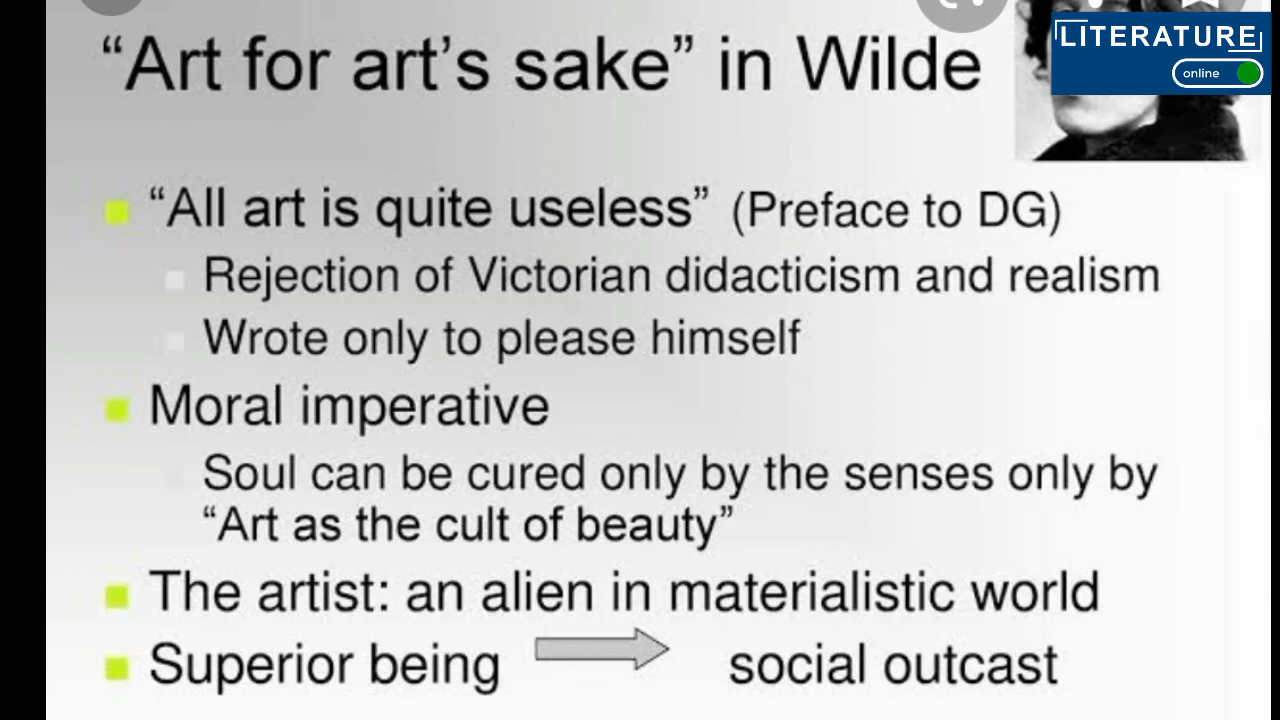 “Art for art’s sake” in Wilde
LITERATURE
online
“All art is quite useless” (Preface to DG)
Rejection of Victorian didacticism and realism
Wrote only to please himself
Moral imperative
Soul can be cured only by the senses only by
“Art as the cult of beauty”
The artist: an alien in materialistic world
Superior being social outcast